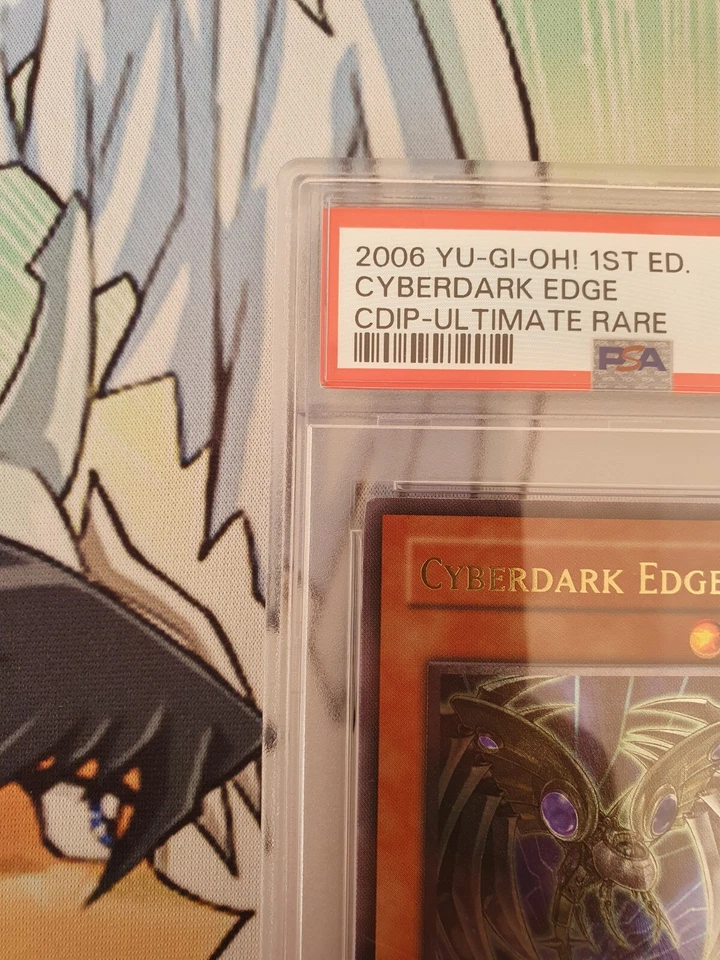 2006 YU-GI-OH! 1ST ED.
CYBERDARK EDGE
CDIP-ULTIMATE RARE
PSA
CYBERDARK EDGE